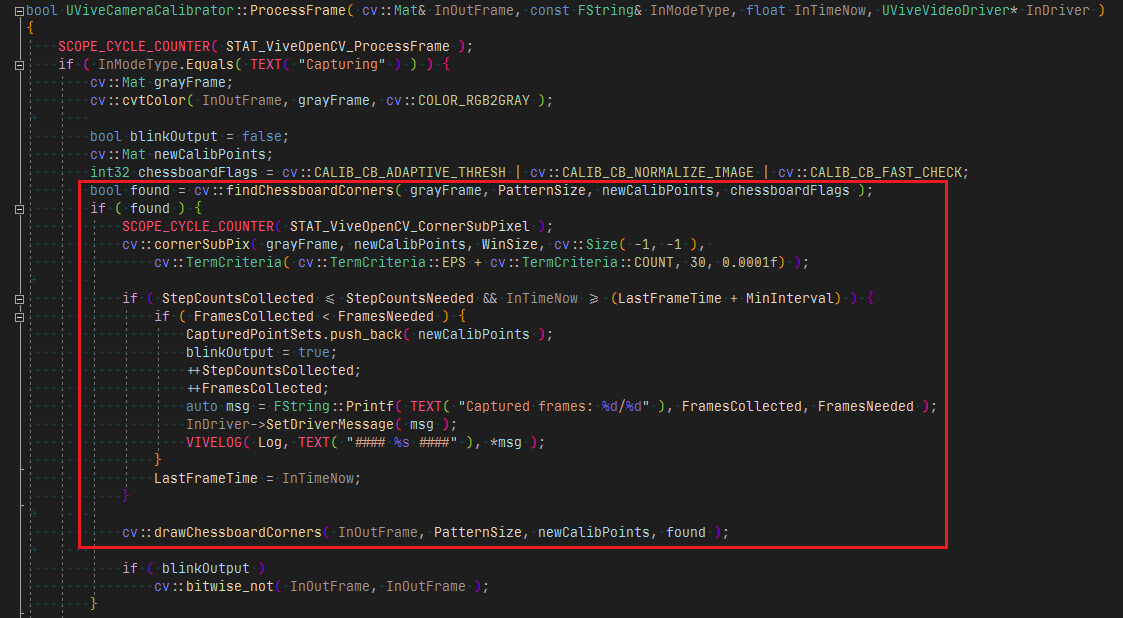 bool UViveCameraCalibrator::ProcessFrame( cv::Mat& InOutFrame, const FString& InModeType, float InTimeNow, UViveVideoDriver* InDriver )
{
SCOPE_CYCLE_COUNTER( STAT_ViveOpenCV_ProcessFrame );
if ( InModeType.Equals( TEXT( "Capturing" ) ) ) {
cv::Mat grayFrame;
cv::cvtColor( InOutFrame, grayFrame, cv::COLOR_RGB2GRAY );
bool blinkOutput = false;
cv::Mat newCalibPoints;
int32 chessboardFlags = cv::CALIB_CB_ADAPTIVE_THRESH | cv::CALIB_CB_NORMALIZE_IMAGE | cv::CALIB_CB_FAST_CHECK;
bool found = cv::findChessboardCorners( grayFrame, PatternSize, newCalibPoints, chessboardFlags );
if ( found ) {
SCOPE_CYCLE_COUNTER( STAT_ViveOpenCV_CornerSubPixel );
cv::cornerSubPix( grayFrame, newCalibPoints, WinSize, cv::Size( -1, -1 ),
cv::TermCriteria( cv::TermCriteria::EPS + cv::TermCriteria::COUNT, 30, 0.0001f) );
if ( StepCountsCollected ⩽ StepCountsNeeded && InTimeNow ⩾ (LastFrameTime + MinInterval) ) {
if ( FramesCollected < FramesNeeded ) {
CapturedPointSets.push_back( newCalibPoints );
blinkOutput = true;
++StepCountsCollected;
++FramesCollected;
auto msg = FString::Printf( TEXT( "Captured frames: %d/%d" ), FramesCollected, FramesNeeded );
InDriver->SetDriverMessage( msg );
VIVELOG( Log, TEXT( "#### %s ####" ), *msg );
}
LastFrameTime = InTimeNow;
}
cv::drawChessboardCorners( InOutFrame, PatternSize, newCalibPoints, found );
if ( blinkOutput )
cv::bitwise_not( InOutFrame, InOutFrame );
}